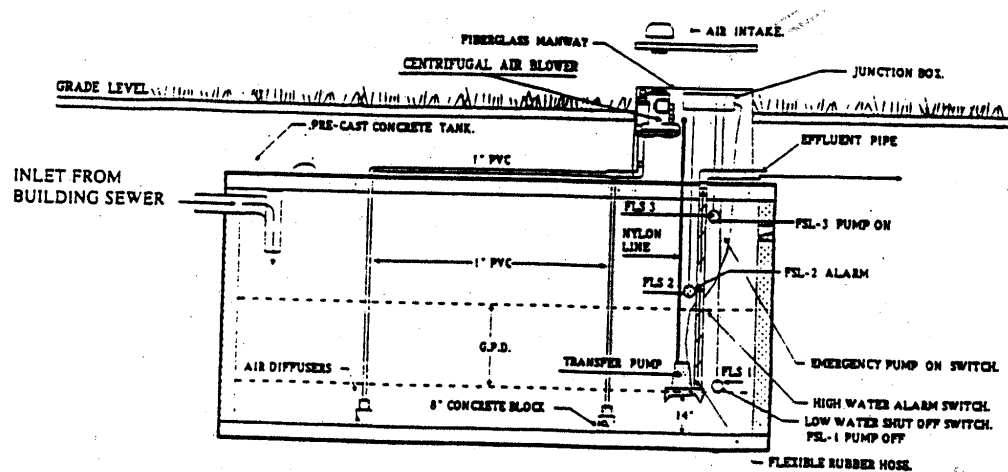 ← AIR INTAKE.
FIBERGLASS MANWAY
CENTRIFUGAL AIR BLOWER
JUNCTION BOX.
GRADE LEVEL
PRE-CAST CONCRETE TANK.
EFFLUENT PIPE
1" PVC
INLET FROM
BUILDING SEWER
FLS 3
FSL-3 PUMP ON
NYLON
LINE
1" PVC
FSL-2 ALARM
FLS 2
G.P.D.
AIR DIFFUSERS
TRANSFER PUMP
FLS 1
EMERGENCY PUMP ON SWITCH.
8" CONCRETE BLOCK
14"
HIGH WATER ALARM SWITCH.
LOW WATER SHUT OFF SWITCH.
FSL-1 PUMP OFF
FLEXIBLE RUBBER HOSE.